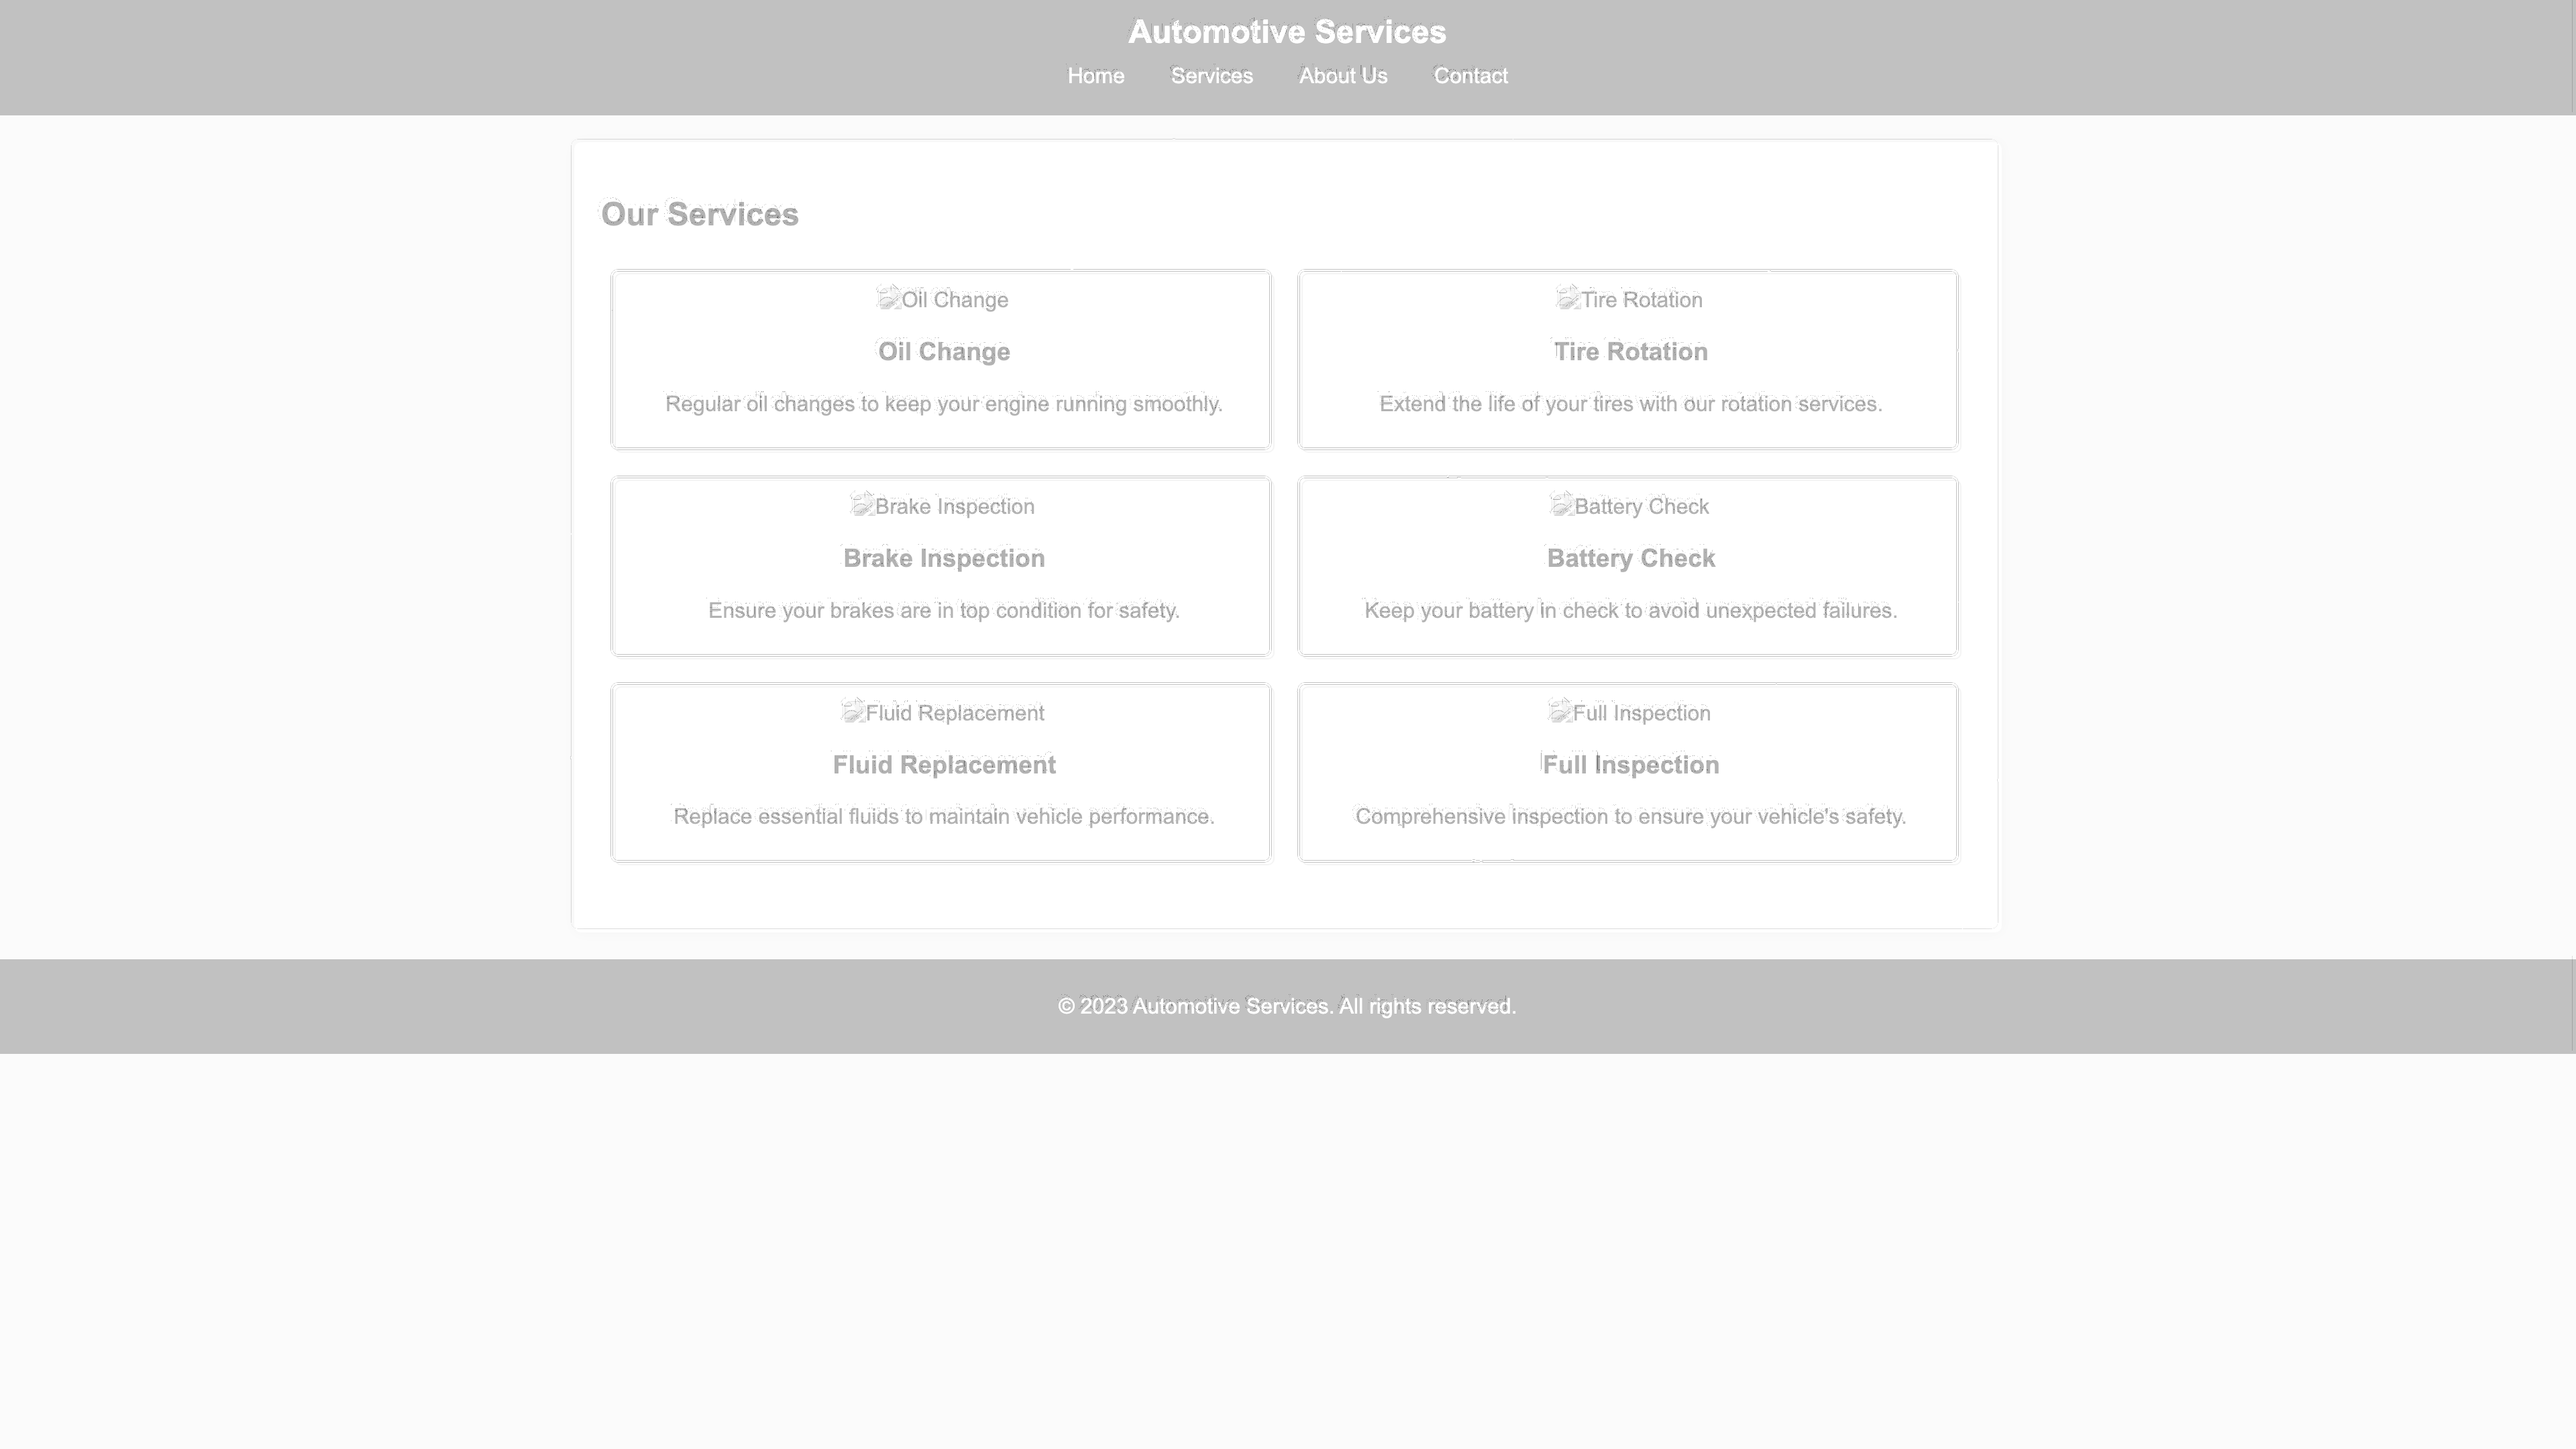 Automotive Services
Home Services About Us Contact
Our Services
Oil Change
Oil Change
Regular oil changes to keep your engine running smoothly.
Tire Rotation
Tire Rotation
Extend the life of your tires with our rotation services.
Brake Inspection
Brake Inspection
Ensure your brakes are in top condition for safety.
Battery Check
Battery Check
Keep your battery in check to avoid unexpected failures.
Fluid Replacement
Fluid Replacement
Replace essential fluids to maintain vehicle performance.
Full Inspection
Full Inspection
Comprehensive inspection to ensure your vehicle's safety.
© 2023 Automotive Services. All rights reserved.